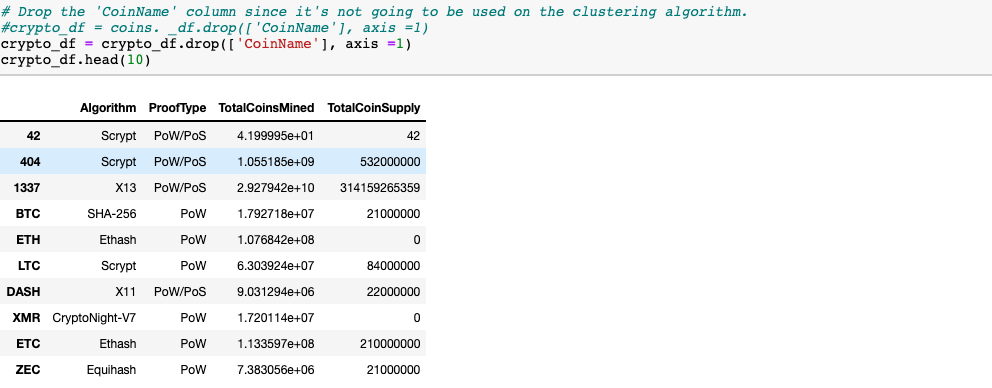 # Drop the 'CoinName' column since it's not going to be used on the clustering algorithm.
#crypto_df = coins. _df.drop(['CoinName'], axis =1)
crypto_df = crypto_df.drop(['CoinName'], axis =1)
crypto_df.head(10)
Algorithm ProofType TotalCoinsMined TotalCoinSupply
42 Scrypt PoW/PoS 4.199995e+01 42
404 Scrypt PoW/PoS 1.055185e+09 532000000
1337 X13 PoW/PoS 2.927942e+10 314159265359
BTC SHA-256 PoW 1.792718e+07 21000000
ETH Ethash PoW 1.076842e+08 0
LTC Scrypt PoW 6.303924e+07 84000000
DASH X11 PoW/PoS 9.031294e+06 22000000
XMR CryptoNight-V7 PoW 1.720114e+07 0
ETC Ethash PoW 1.133597e+08 210000000
ZEC Equihash PoW 7.383056e+06 21000000